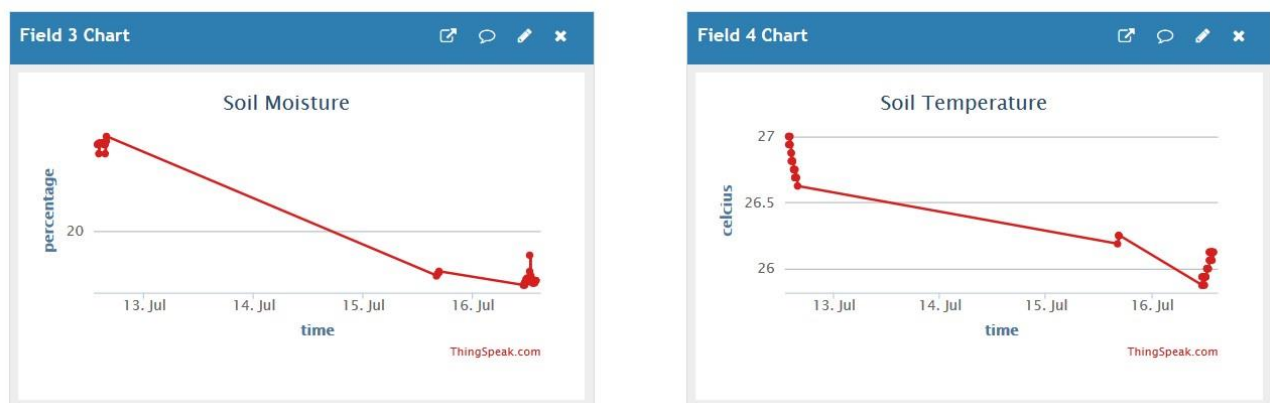 Field 3 Chart
Soil Moisture
percentage
20
13. Jul 14. Jul 15. Jul 16. Jul
time
ThingSpeak.com
Field 4 Chart
Soil Temperature
celcius
27
26.5
26
13. Jul 14. Jul 15. Jul 16. Jul
time
ThingSpeak.com